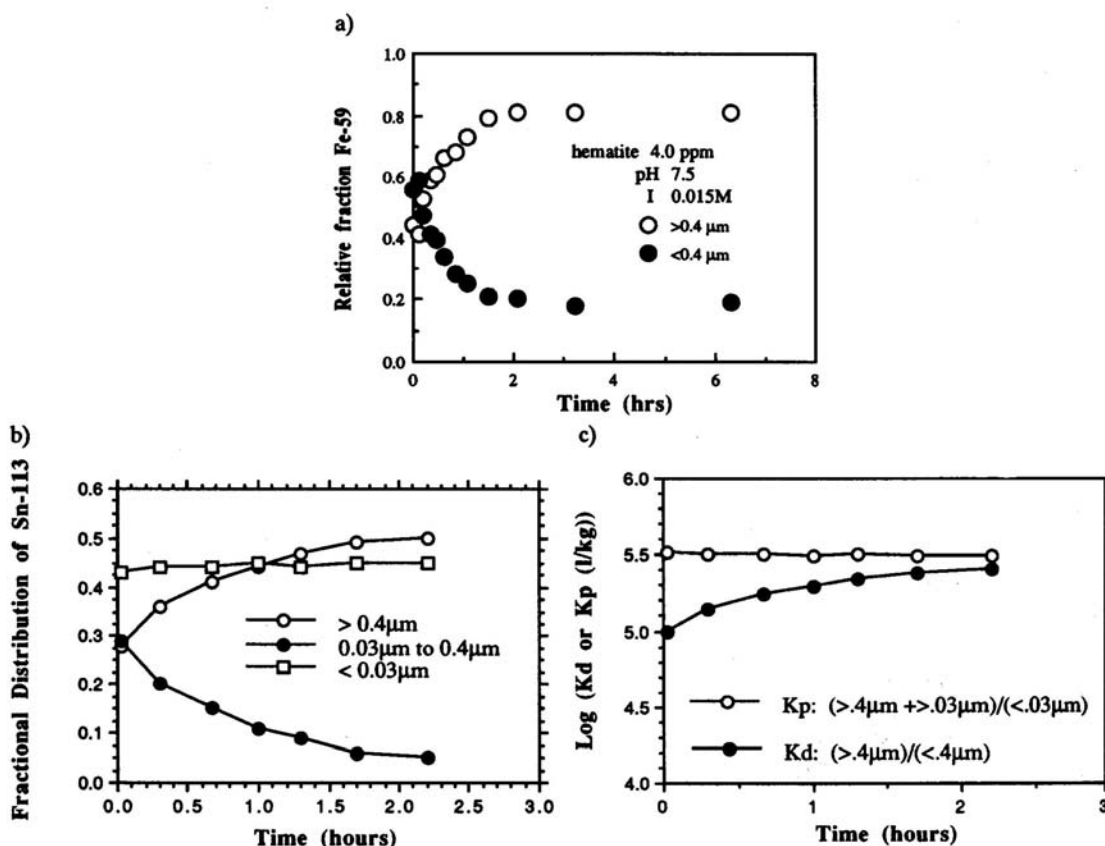 a)
Relative fraction Fe-59
1.0
0.8
0.6
0.4
0.2
0.0
hematite 4.0 ppm
pH 7.5
I 0.015M
>0.4 μm
<0.4 μm
0 2 4 6 8
Time (hrs)
b)
Fractional Distribution of Sn-113
0.6
0.5
0.4
0.3
0.2
0.1
0.0
> 0.4μm
0.03μm to 0.4μm
< 0.03μm
0.0 0.5 1.0 1.5 2.0 2.5 3.0
Time (hours)
c)
Log (Kd or Kp (l/kg))
6.0
5.5
5.0
4.5
4.0
Kp: (>.4μm +>.03μm)/(<.03μm)
Kd: (>.4μm)/(<.4μm)
0 1 2 3
Time (hours)